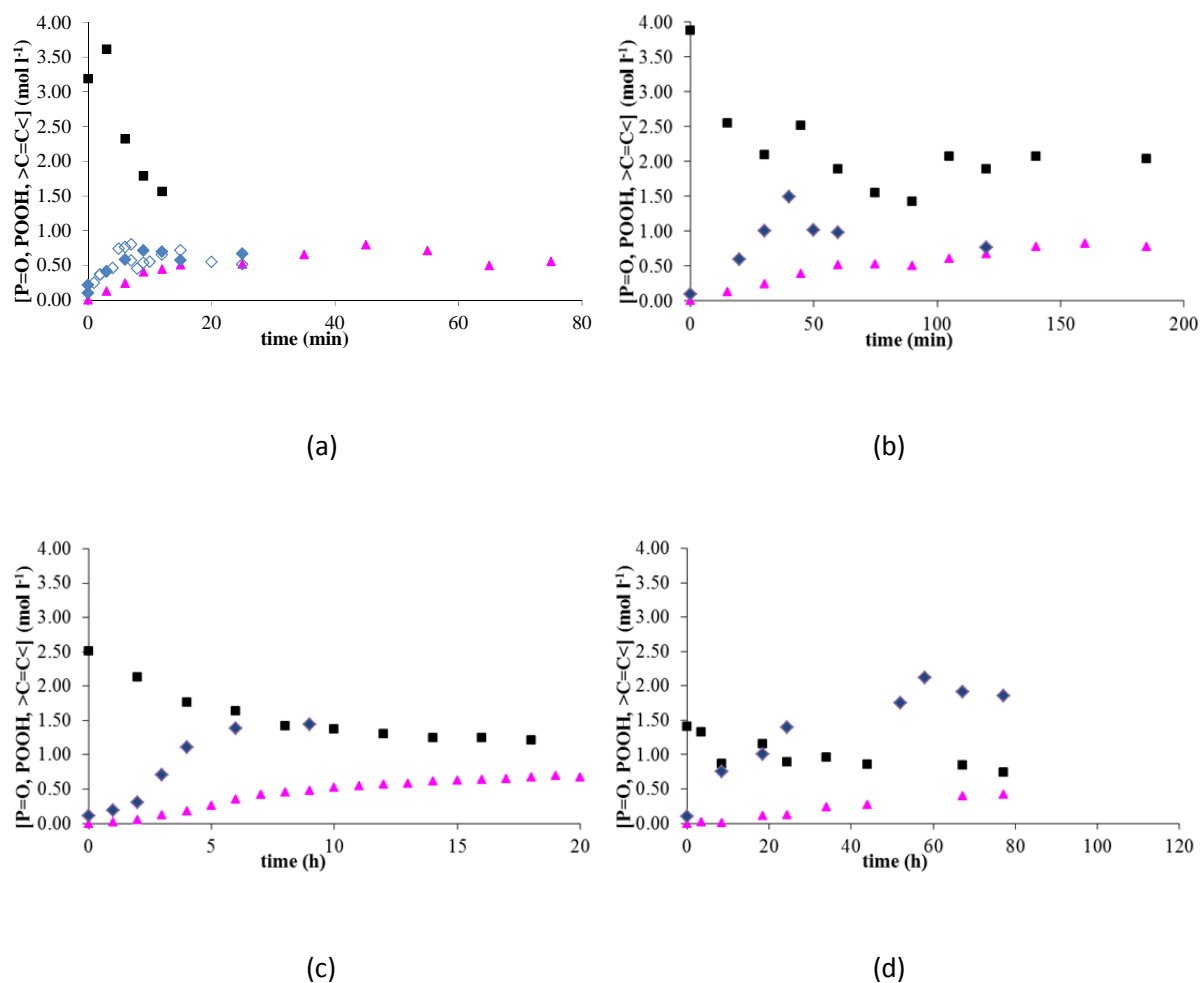 4.00
3.50
3.00
2.50
2.00
1.50
1.00
0.50
0.00
[P=O, POOH, >C=C<] (mol l-1)
0 20 40 60 80
time (min)
(a)
4.00
3.50
3.00
2.50
2.00
1.50
1.00
0.50
0.00
[P=O, POOH, >C=C<] (mol l-1)
0 50 100 150 200
time (min)
(b)
4.00
3.50
3.00
2.50
2.00
1.50
1.00
0.50
0.00
[P=O, POOH, >C=C<] (mol l-1)
0 5 10 15 20
time (h)
(c)
4.00
3.50
3.00
2.50
2.00
1.50
1.00
0.50
0.00
[P=O, POOH, >C=C<] (mol l-1)
0 20 40 60 80 100 120
time (h)
(d)